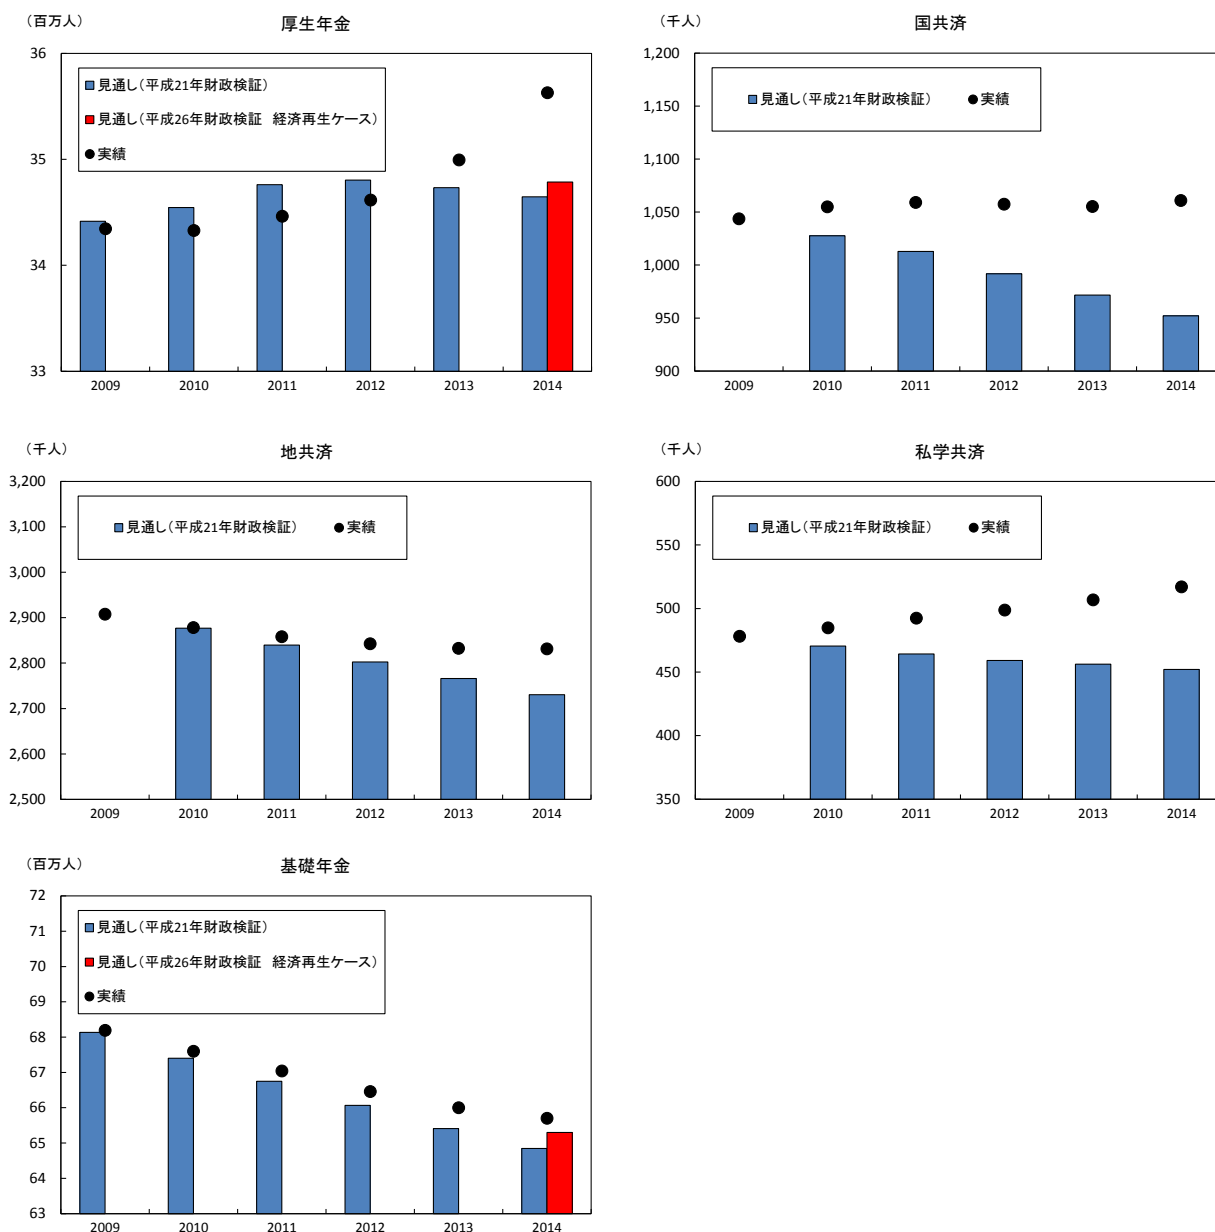 （百万人）
厚生年金
36
35
34
33
見通し（平成21年財政検証）
見通し（平成26年財政検証　経済再生ケース）
実績
2009 2010 2011 2012 2013 2014
（千人）
国共済
1,200
1,150
1,100
1,050
1,000
950
900
見通し（平成21年財政検証） 実績
2009 2010 2011 2012 2013 2014
（千人）
地共済
3,200
3,100
3,000
2,900
2,800
2,700
2,600
2,500
見通し（平成21年財政検証） 実績
2009 2010 2011 2012 2013 2014
（千人）
私学共済
600
550
500
450
400
350
見通し（平成21年財政検証） 実績
2009 2010 2011 2012 2013 2014
（百万人）
基礎年金
72
71
70
69
68
67
66
65
64
63
見通し（平成21年財政検証）
見通し（平成26年財政検証　経済再生ケース）
実績
2009 2010 2011 2012 2013 2014